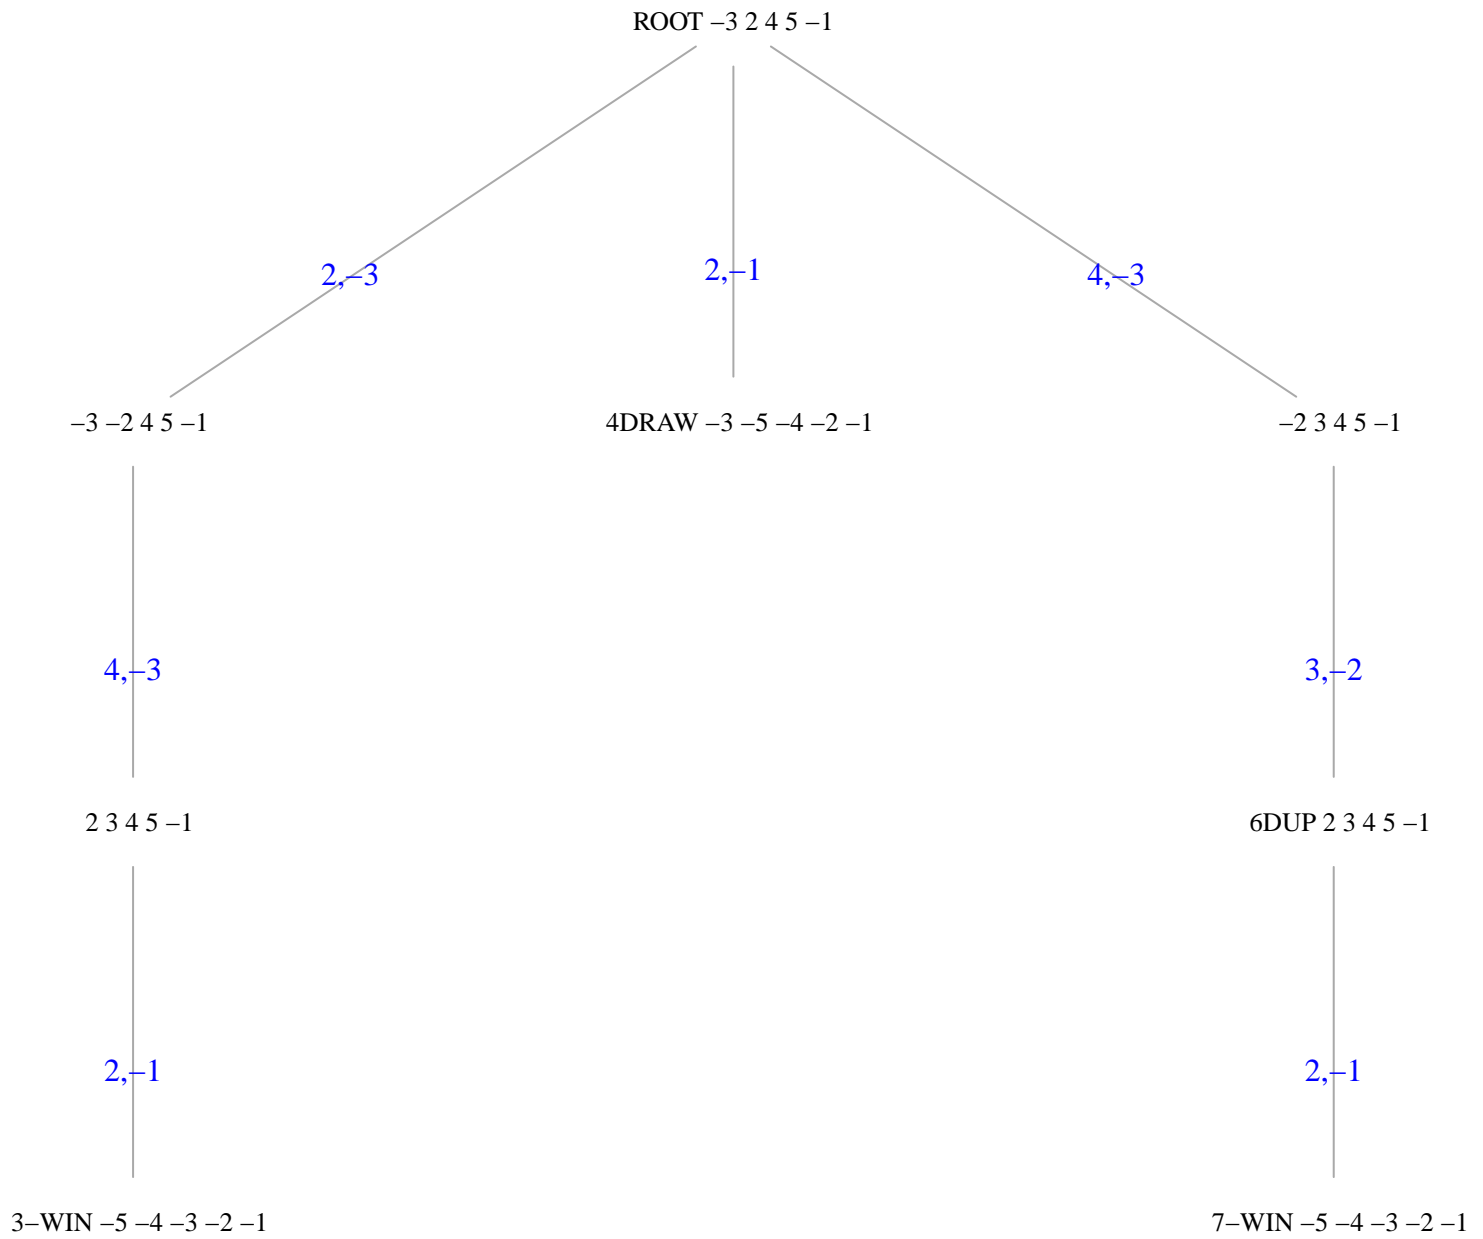 ROOT –3 2 4 5 –1
2,–3
2,–1
4,–3
–3 –2 4 5 –1
4DRAW –3 –5 –4 –2 –1
–2 3 4 5 –1
4,–3
3,–2
2 3 4 5 –1
6DUP 2 3 4 5 –1
2,–1
2,–1
3–WIN –5 –4 –3 –2 –1
7–WIN –5 –4 –3 –2 –1